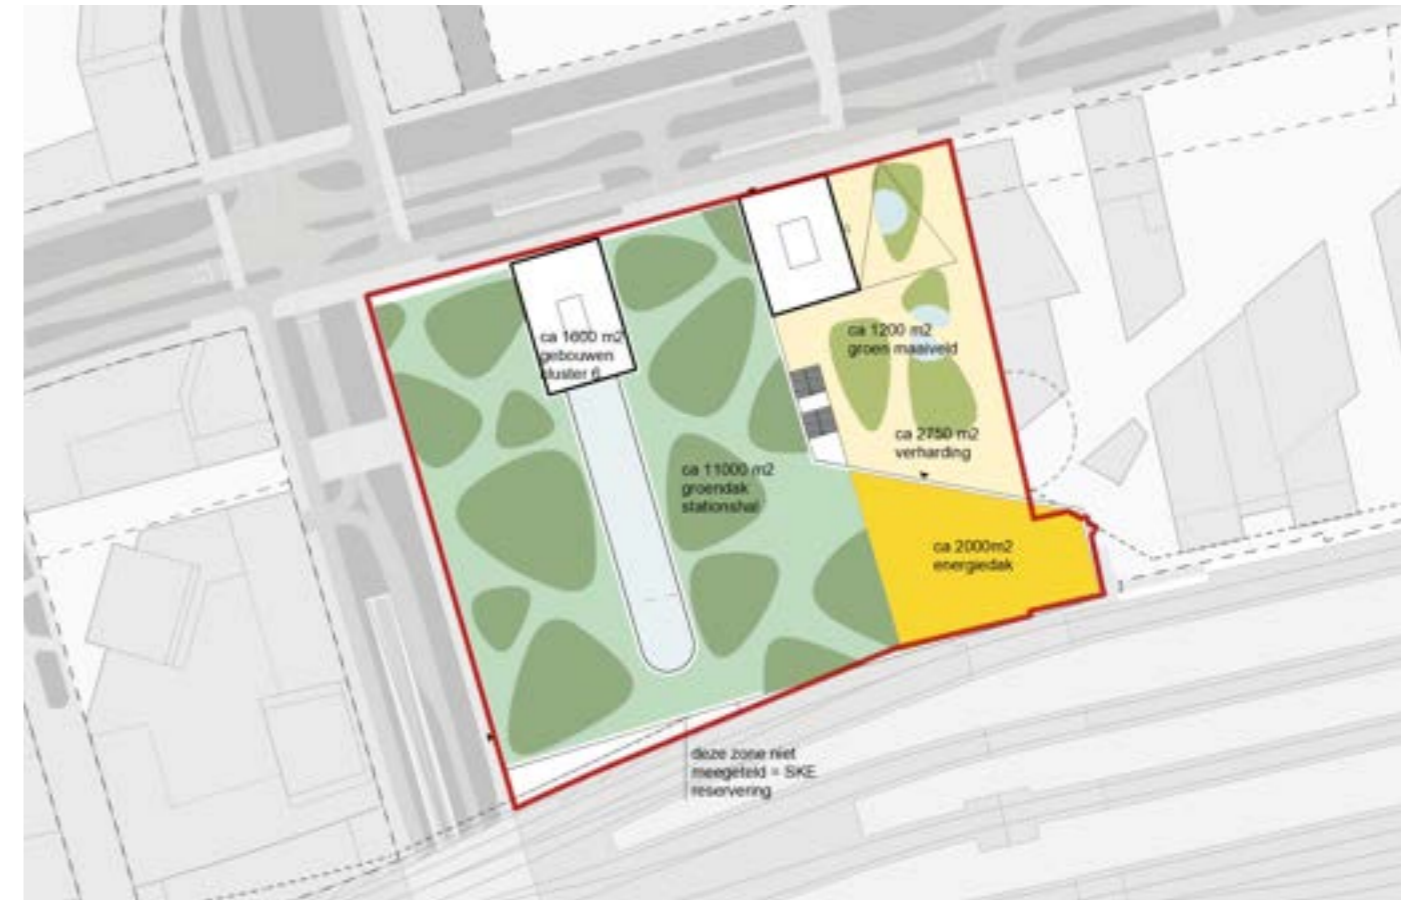 ca 1600 m2
gebouwen
cluster 6
ca 1200 m2
groen maaiveld
ca 2750 m2
verharding
ca 11000 m2
groendak
stationshal
ca 2000m2
energiedak
deze zone niet
meegeteld = SKE
reservering